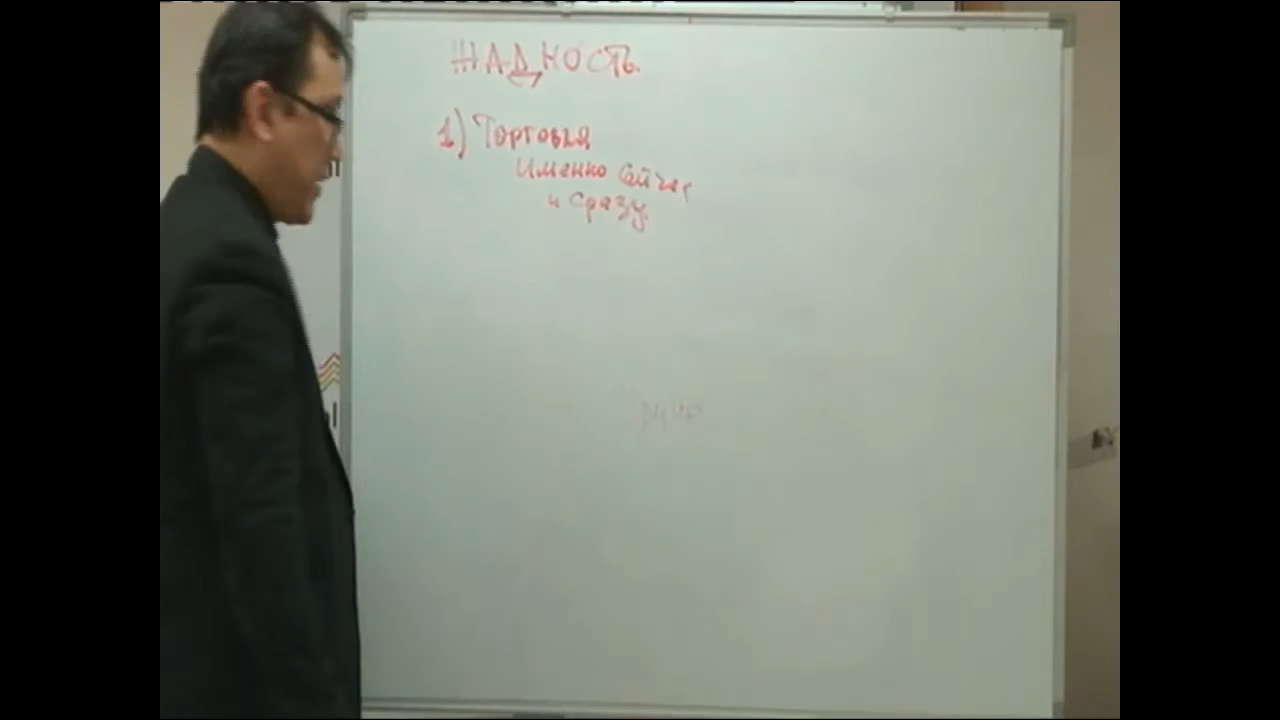 ЖАДНОСТЬ.
1) Торговля
Именно Сейчас
и сразу.